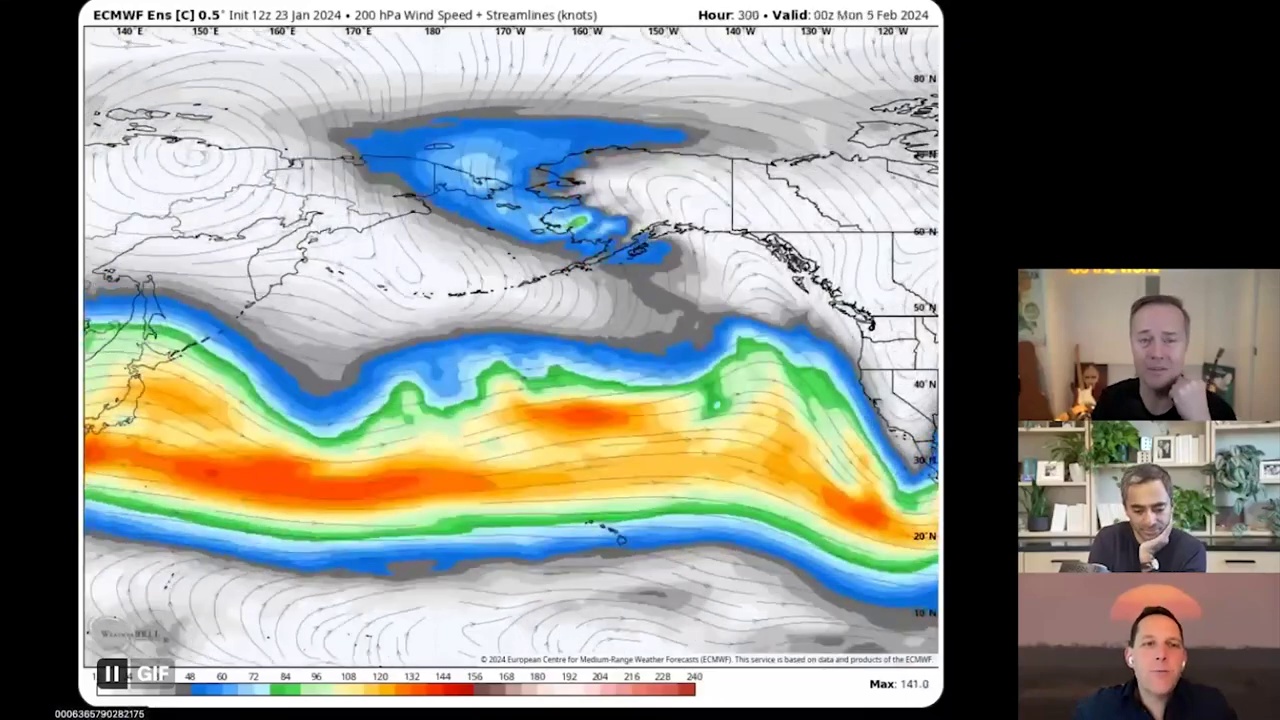 ECMWF Ens [C] 0.5° Init 12z 23 Jan 2024 • 200 hPa Wind Speed + Streamlines (knots) Hour: 300 • Valid: 00z Mon 5 Feb 2024
140°E 150°E 160°E 170°E 180° 170°W 160°W 150°W 140°W 130°W 120°W
80°N
60°N
50°N
40°N
30°N
20°N
10°N
WeatherBELL
© 2024 European Centre for Medium-Range Weather Forecasts (ECMWF). This service is based on data and products of the ECMWF
GIF
48 60 72 84 96 108 120 132 144 156 168 180 192 204 216 228 240
Max: 141.0
0006365790282175